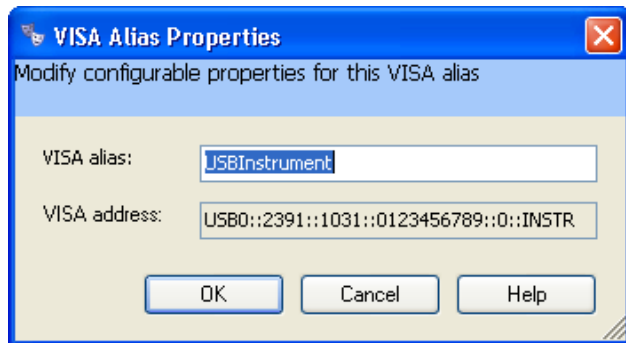 VISA Alias Properties
Modify configurable properties for this VISA alias
VISA alias: USBInstrument
VISA address: USB0::2391::1031::0123456789::0::INSTR
OK Cancel Help